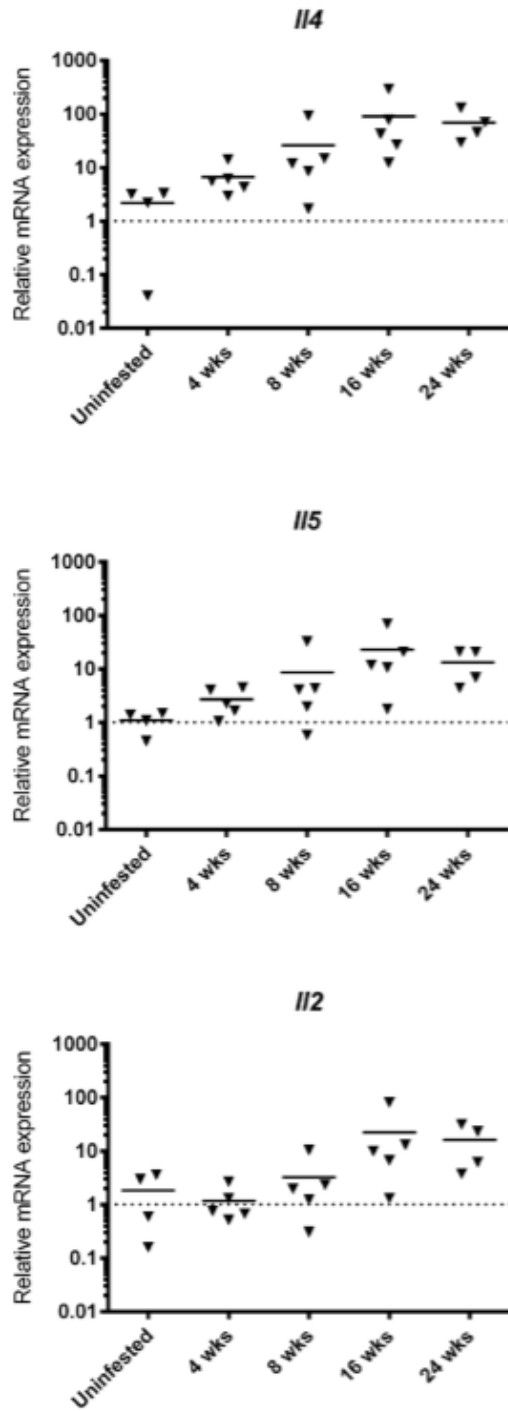 Il4
Relative mRNA expression
1000
100
10
1
0.1
0.01
Uninfested
4 wks
8 wks
16 wks
24 wks
Il5
Relative mRNA expression
1000
100
10
1
0.1
0.01
Uninfested
4 wks
8 wks
16 wks
24 wks
Il2
Relative mRNA expression
1000
100
10
1
0.1
0.01
Uninfested
4 wks
8 wks
16 wks
24 wks